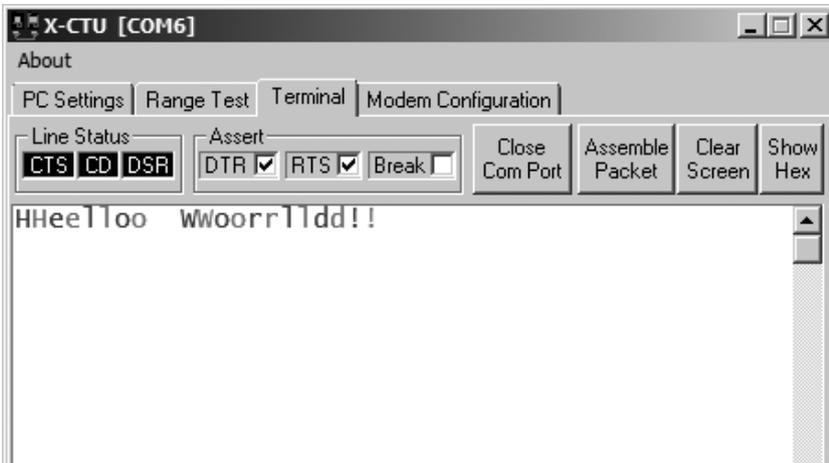 X-CTU [COM6]
About
PC Settings Range Test Terminal Modem Configuration
Line Status Assert
CTS CD DSR DTR RTS Break
Close
Com Port
Assemble
Packet
Clear
Screen
Show
Hex
HHeelllloo  WWoorrlldd!!